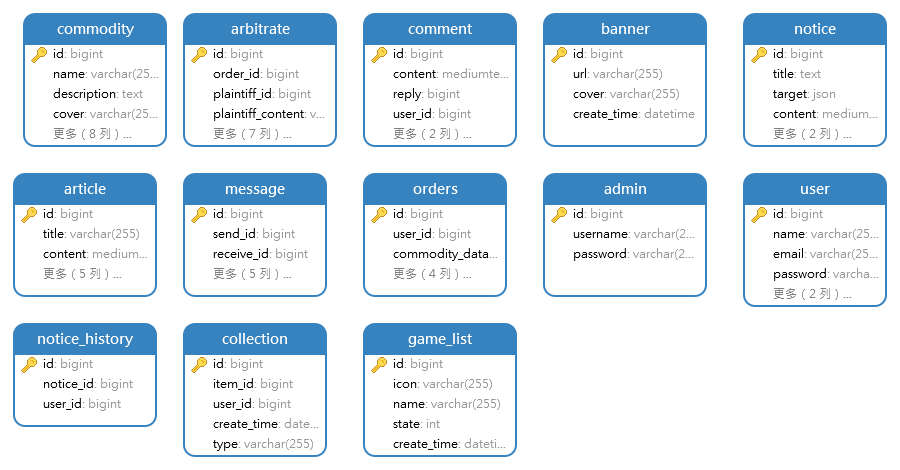 commodity
id: bigint
name: varchar(25...
description: text
cover: varchar(25...
更多（8 列）...
arbitrate
id: bigint
order_id: bigint
plaintiff_id: bigint
plaintiff_content: v...
更多（7 列）...
comment
id: bigint
content: mediumte...
reply: bigint
user_id: bigint
更多（2 列）...
banner
id: bigint
url: varchar(255)
cover: varchar(255)
create_time: datetime
notice
id: bigint
title: text
target: json
content: medium...
更多（2 列）...
article
id: bigint
title: varchar(255)
content: medium...
更多（5 列）...
message
id: bigint
send_id: bigint
receive_id: bigint
更多（5 列）...
orders
id: bigint
user_id: bigint
commodity_data...
更多（4 列）...
admin
id: bigint
username: varchar(2...
password: varchar(2...
user
id: bigint
name: varchar(25...
email: varchar(25...
password: varcha...
更多（2 列）...
notice_history
id: bigint
notice_id: bigint
user_id: bigint
collection
id: bigint
item_id: bigint
user_id: bigint
create_time: date...
type: varchar(255)
game_list
id: bigint
icon: varchar(255)
name: varchar(255)
state: int
create_time: dateti...